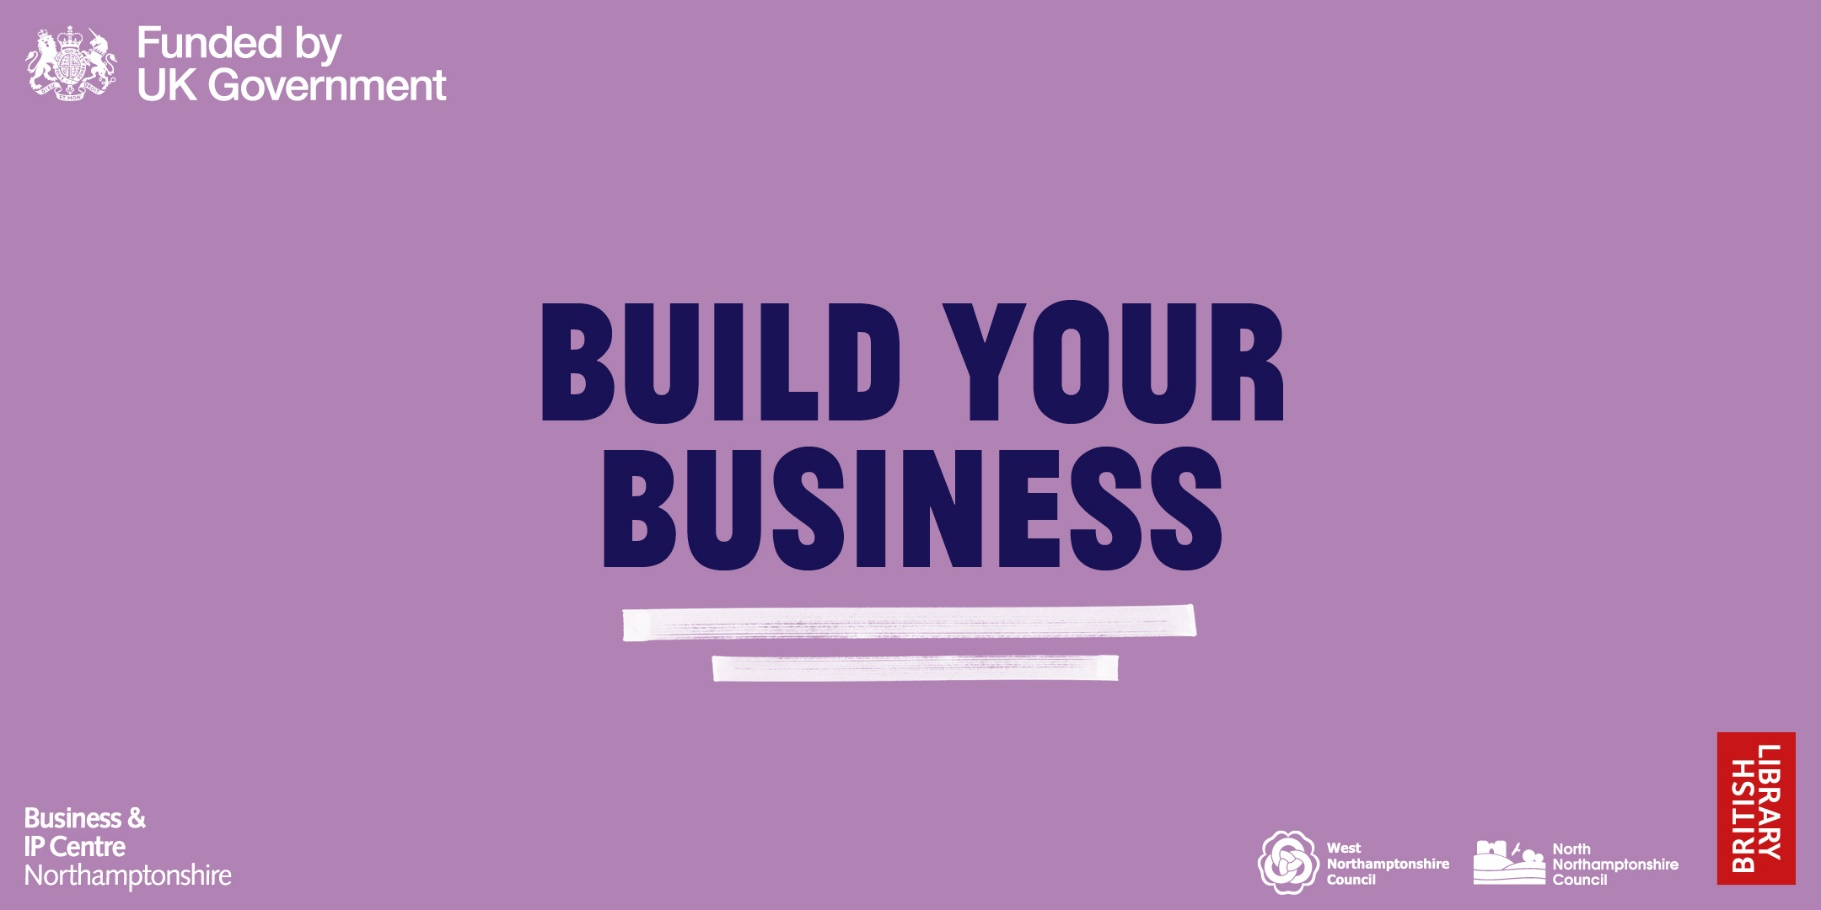 Funded by
UK Government
BUILD YOUR
BUSINESS
Business &
IP Centre
Northamptonshire
West
Northamptonshire
Council
North
Northamptonshire
Council
BRITISH
LIBRARY